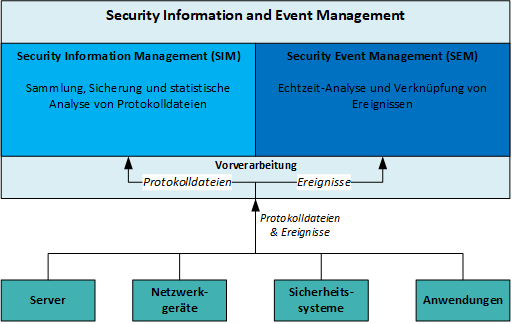 Security Information and Event Management
Security Information Management (SIM)
Sammlung, Sicherung und statistische
Analyse von Protokolldateien
Security Event Management (SEM)
Echtzeit-Analyse und Verknüpfung von
Ereignissen
Vorverarbeitung
Protokolldateien
Ereignisse
Protokolldateien
& Ereignisse
Server
Netzwerk-
geräte
Sicherheits-
systeme
Anwendungen